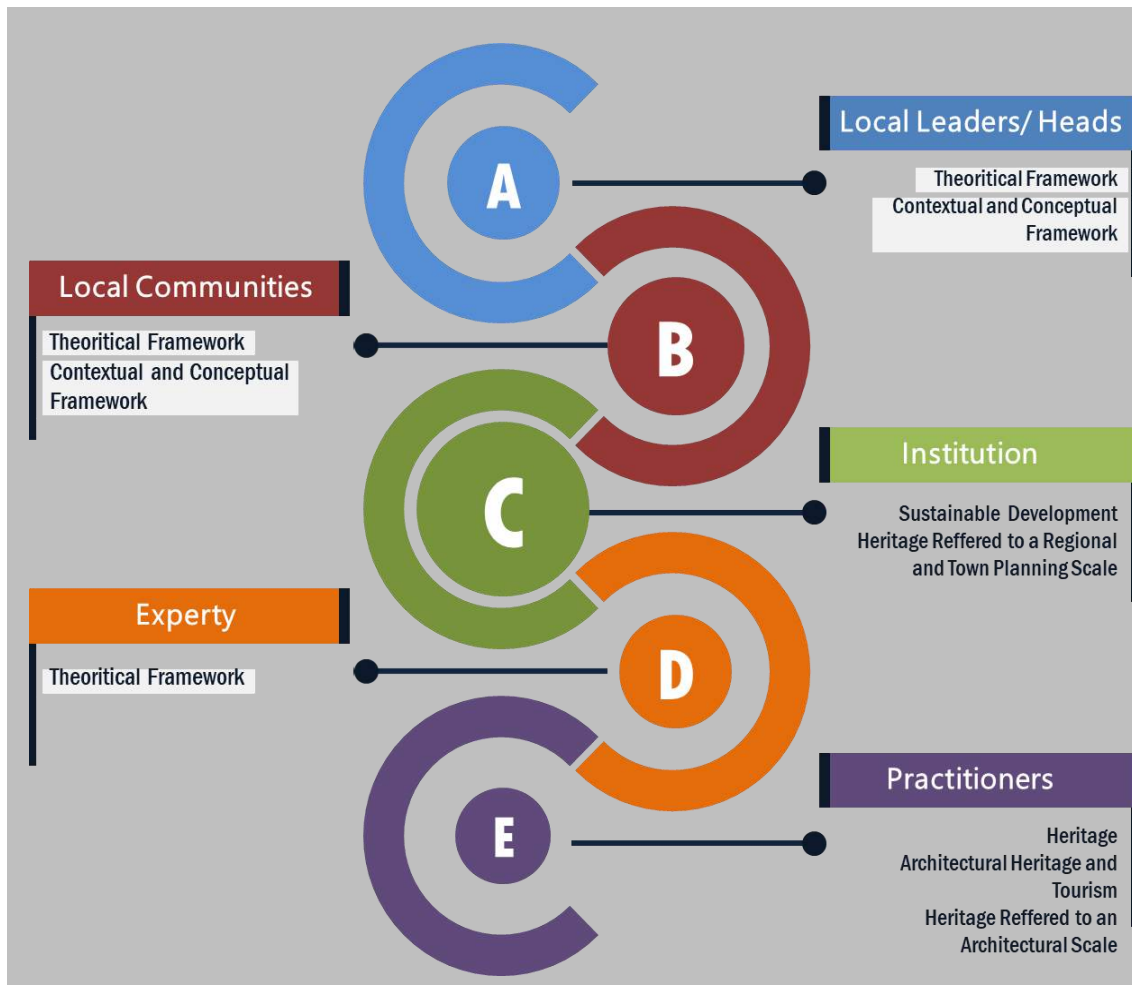 A
Local Leaders/ Heads
Theoritical Framework
Contextual and Conceptual
Framework
Local Communities
Theoritical Framework
Contextual and Conceptual
Framework
B
C
Institution
Sustainable Development
Heritage Reffered to a Regional
and Town Planning Scale
Experty
Theoritical Framework
D
E
Practitioners
Heritage
Architectural Heritage and
Tourism
Heritage Reffered to an
Architectural Scale